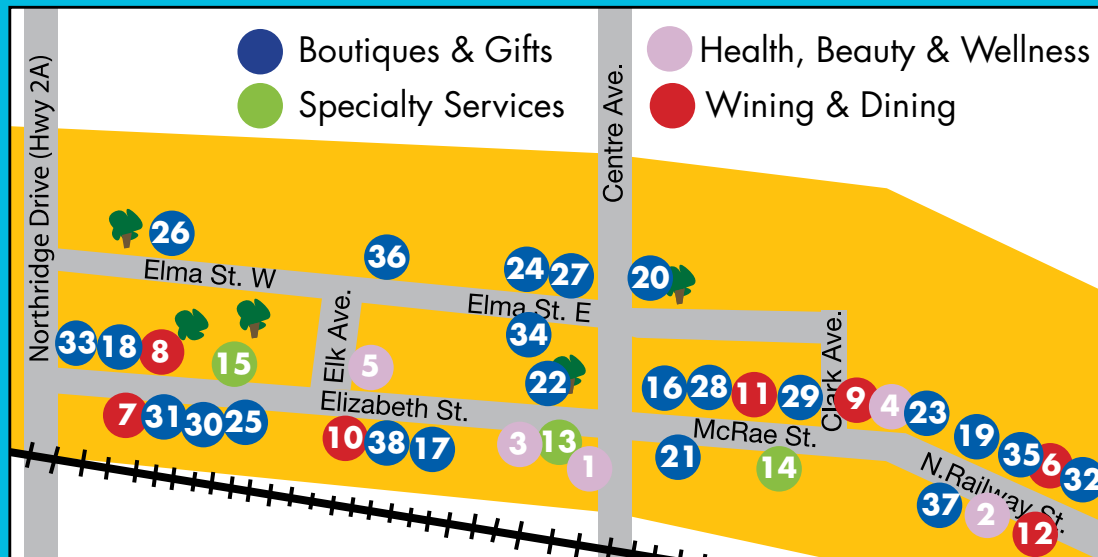 Boutiques & Gifts
Health, Beauty & Wellness
Specialty Services
Wining & Dining
Northridge Drive (Hwy 2A)
Centre Ave.
26
36
24
27
20
Elma St. W
Elma St. E
34
33
18
8
15
Elk Ave.
5
22
16
28
11
29
Clark Ave.
9
4
23
7
31
30
25
Elizabeth St.
10
38
17
3
13
1
McRae St.
21
14
19
35
6
32
N.Railway St.
37
2
12